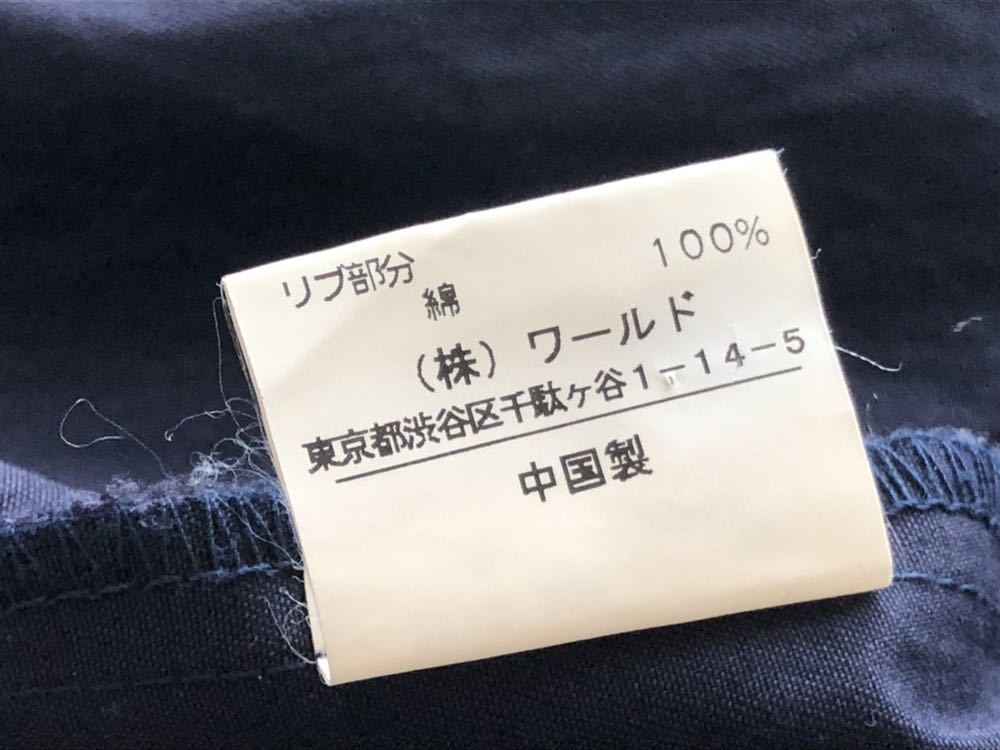 リブ部分
綿 100%
(株) ワールド
東京都渋谷区千駄ヶ谷1-14-5
中国製